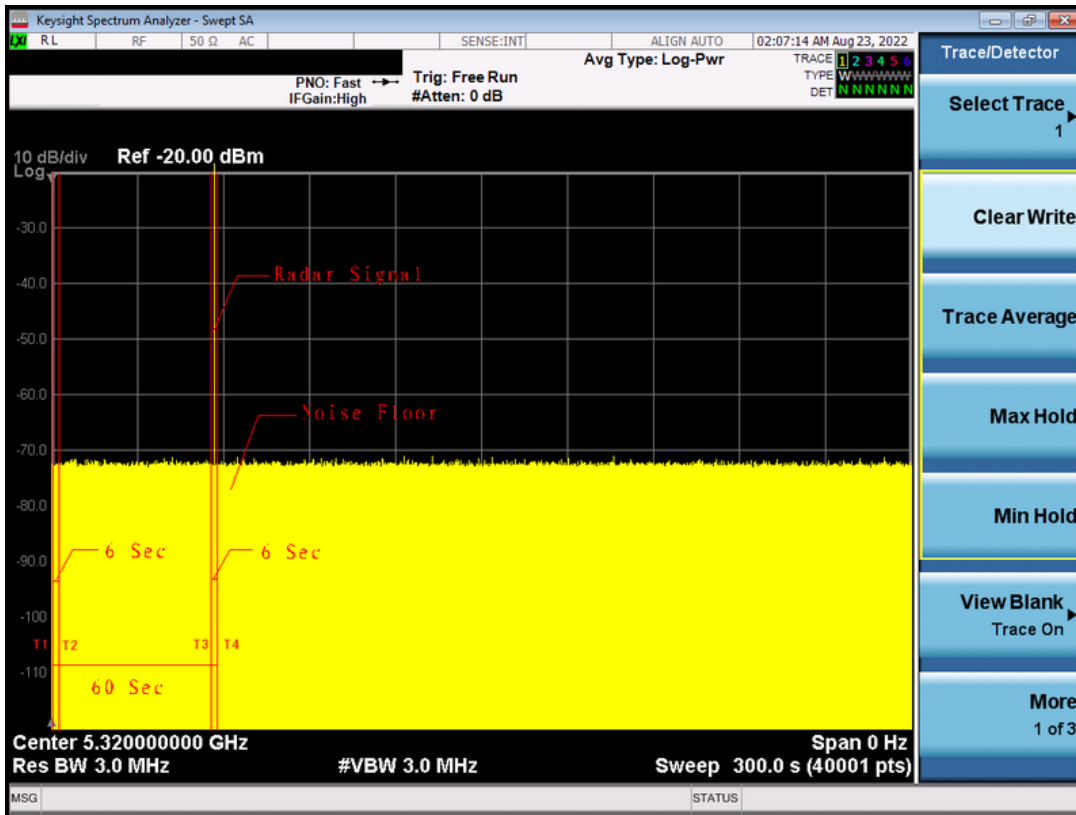 Keysight Spectrum Analyzer - Swept SA
LXI RL RF 50 Ω AC SENSE:INT ALIGN AUTO 02:07:14 AM Aug 23, 2022
PNO: Fast Trig: Free Run Avg Type: Log-Pwr TRACE 1 2 3 4 5 6
IFGain:High #Atten: 0 dB TYPE WWWWWW
DET N N N N N N
10 dB/div Ref -20.00 dBm
Log
-30.0
-40.0
-50.0
-60.0
-70.0
-80.0
-90.0
-100
-110
Radar Signal
Noise Floor
6 Sec 6 Sec
T1 T2 T3 T4
60 Sec
Center 5.320000000 GHz Span 0 Hz
Res BW 3.0 MHz #VBW 3.0 MHz Sweep 300.0 s (40001 pts)
MSG STATUS
Trace/Detector
Select Trace
1
Clear Write
Trace Average
Max Hold
Min Hold
View Blank
Trace On
More
1 of 3